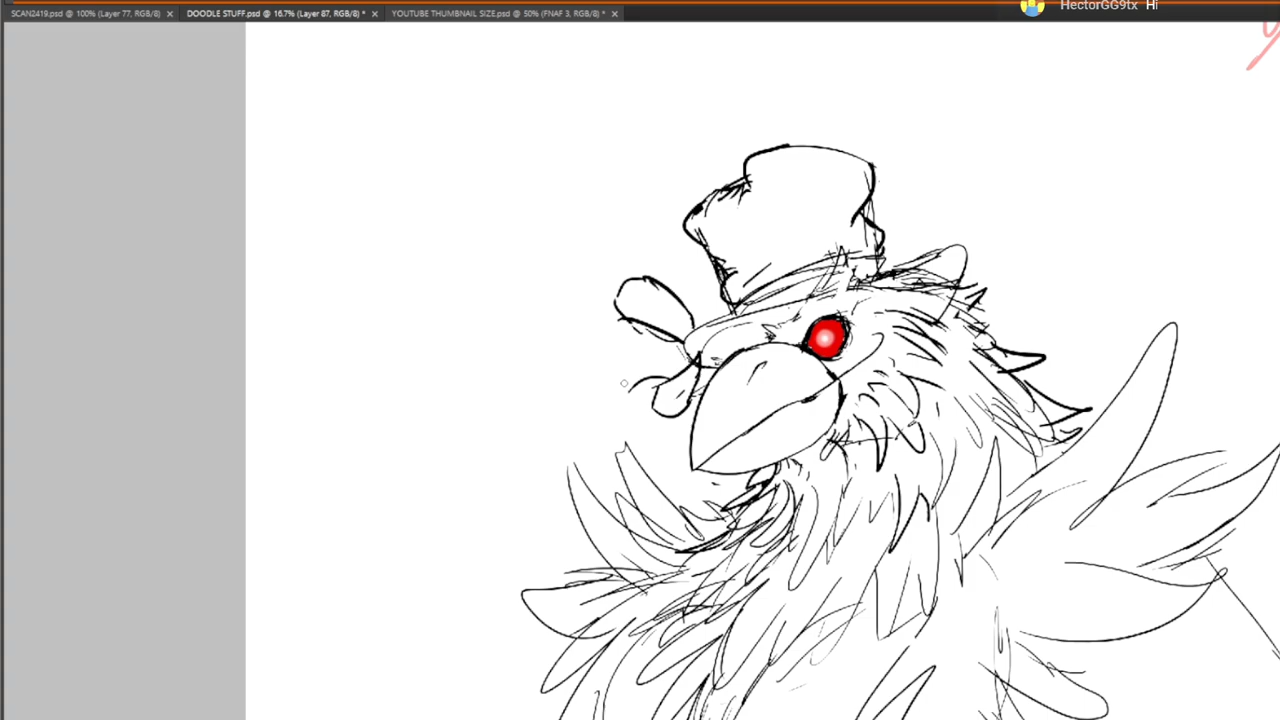 SCAN2419.psd @ 100% (Layer 77, RGB/8)
DOODLE STUFF.psd @ 16.7% (Layer 87, RGB/8) *
YOUTUBE THUMBNAIL SIZE.psd @ 50% (FNAF 3, RGB/8) *
HectorGG9tx Hi